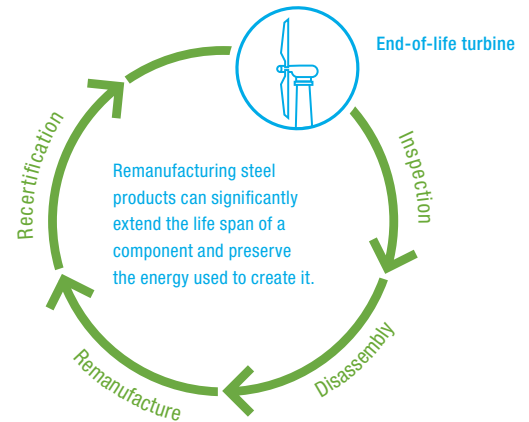 End-of-life turbine
Inspection
Disassembly
Remanufacture
Recertification
Remanufacturing steel
products can significantly
extend the life span of a
component and preserve
the energy used to create it.